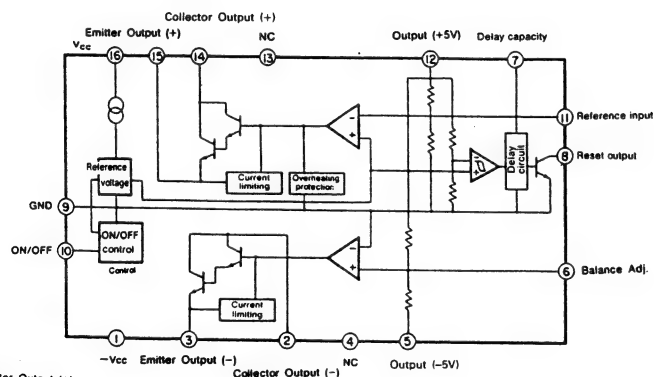 Collector Output (+)
Emitter Output (+)
Vcc
NC
Output (+5V)
Delay capacity
16
15
14
13
12
7
-
+
11
Reference input
8
Reset output
Delay circuit
Reference voltage
Current limiting
Overheating protection
GND
9
ON/OFF
10
ON/OFF control
Control
-
+
6
Balance Adj.
Current limiting
1
3
2
4
5
-Vcc
Emitter Output (-)
Collector Output (-)
NC
Output (-5V)